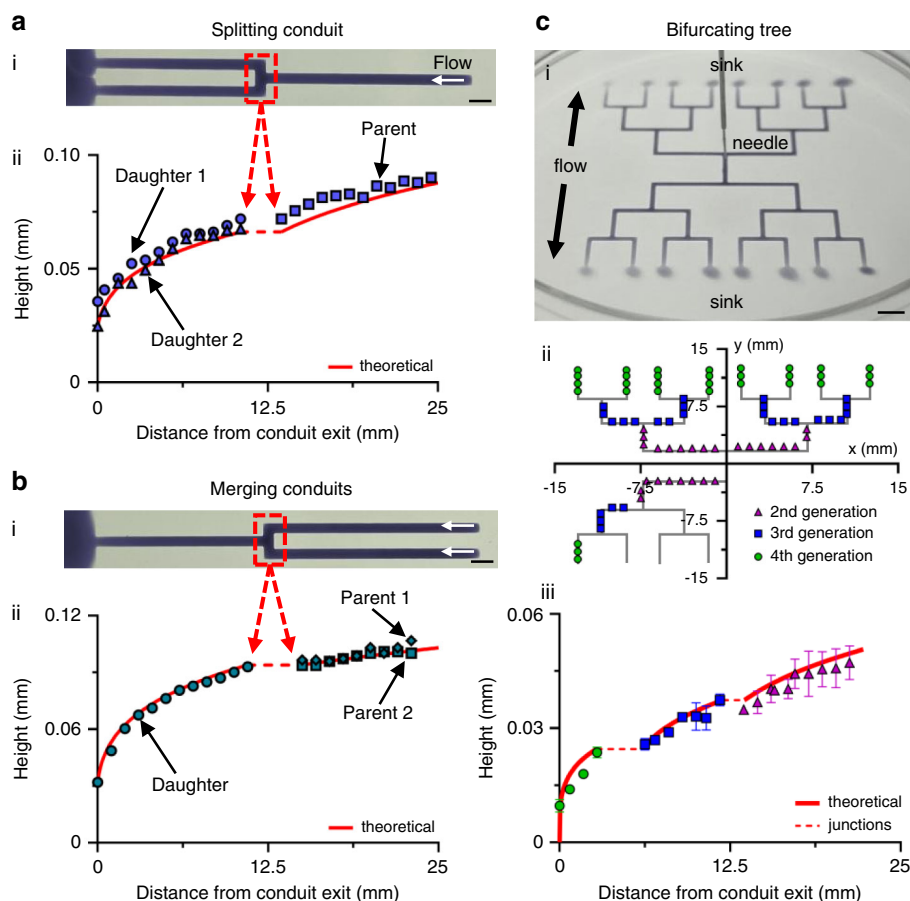 a
Splitting conduit
i
Flow
ii
0.10
0.05
0
Height (mm)
Daughter 1
Parent
Daughter 2
theoretical
0
12.5
25
Distance from conduit exit (mm)
b
Merging conduits
i
ii
0.12
0.06
0
Height (mm)
Parent 1
Parent 2
Daughter
theoretical
0
12.5
25
Distance from conduit exit (mm)
c
Bifurcating tree
i
sink
needle
flow
sink
ii
15
y (mm)
7.5
x (mm)
-15
-7.5
7.5
15
-7.5
-15
2nd generation
3rd generation
4th generation
iii
0.06
0.03
0
Height (mm)
theoretical
junctions
0
12.5
25
Distance from conduit exit (mm)